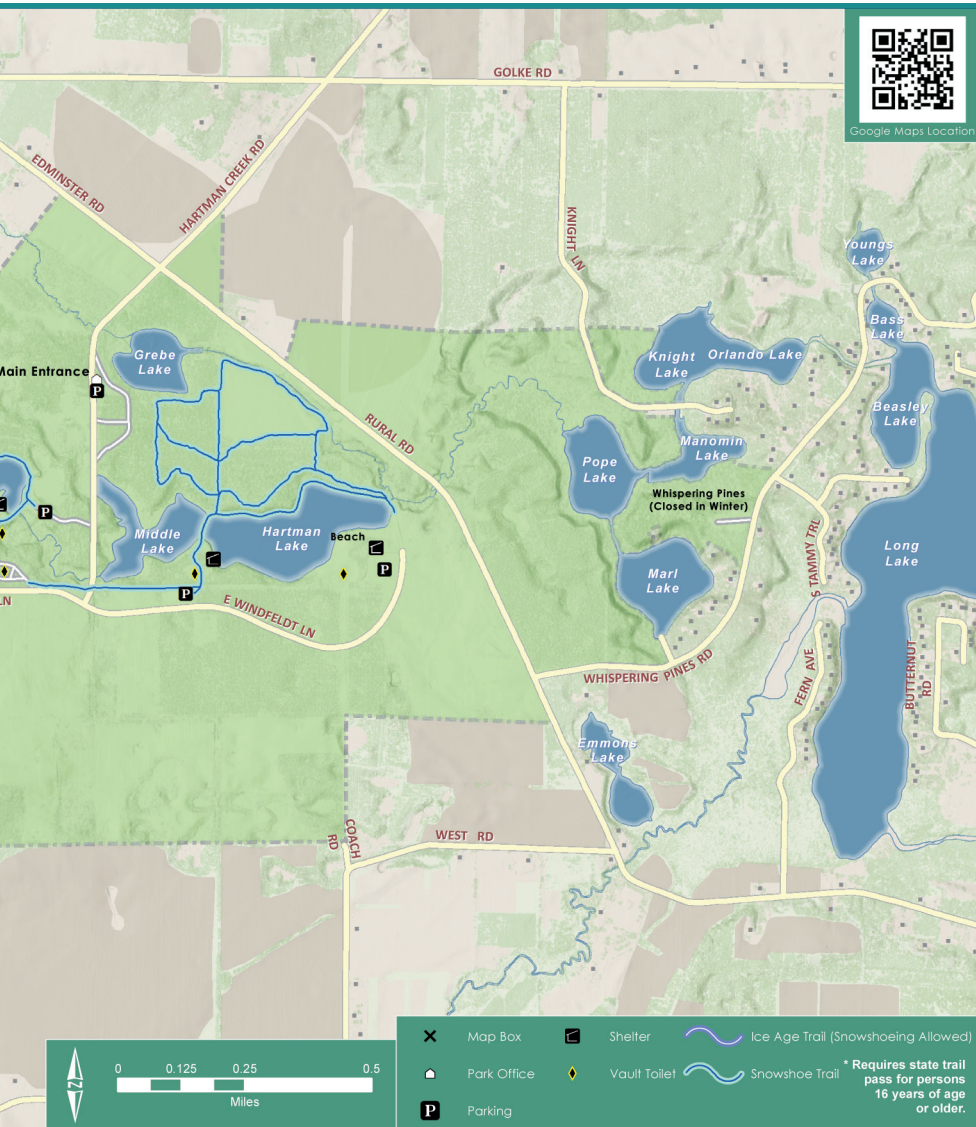 GOLKE RD
Google Maps Location
EDMINSTER RD
HARTMAN CREEK RD
KNIGHT LN
Youngs
Lake
Bass
Lake
Grebe
Lake
Knight
Lake
Orlando Lake
Main Entrance
P
Beasley
Lake
RURAL RD
Manomin
Lake
Pope
Lake
Whispering Pines
(Closed in Winter)
P
Middle
Lake
Hartman
Lake
Beach
Long
Lake
P
Marl
Lake
S TAMMY TRL
P
LN
E WINDFELDT LN
WHISPERING PINES RD
FERN AVE
BUTTERNUT
RD
Emmons
Lake
COACH
RD
WEST RD
Map Box
Shelter
Ice Age Trail (Snowshoeing Allowed)
Park Office
Vault Toilet
Snowshoe Trail
* Requires state trail
pass for persons
16 years of age
or older.
P
Parking
N
0
0.125
0.25
0.5
Miles